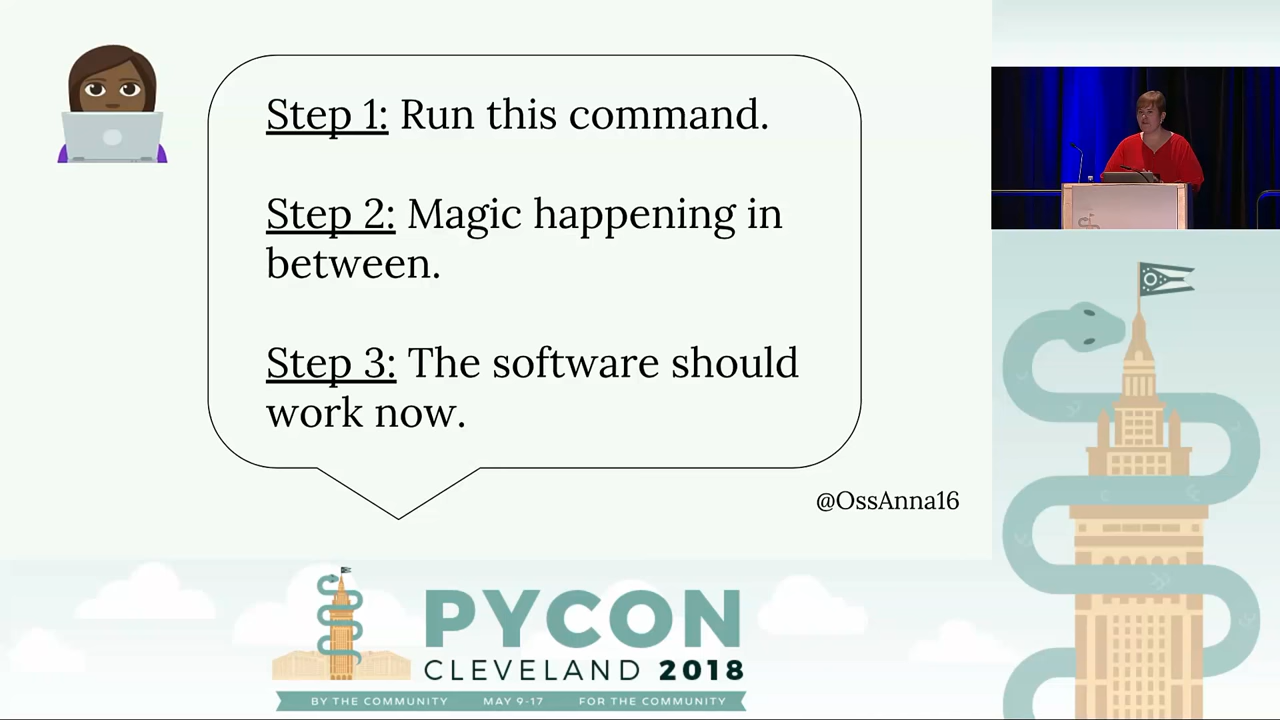 Step 1: Run this command.
Step 2: Magic happening in
between.
Step 3: The software should
work now.
@OssAnna16
PYCON
CLEVELAND 2018
BY THE COMMUNITY MAY 9-17 FOR THE COMMUNITY